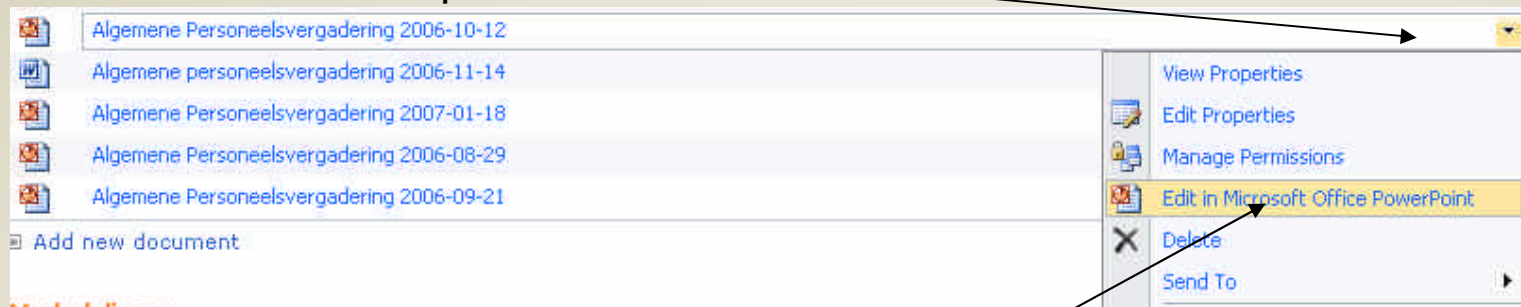 Algemene Personeelsvergadering 2006-10-12
Algemene personeelsvergadering 2006-11-14
View Properties
Algemene Personeelsvergadering 2007-01-18
Edit Properties
Algemene Personeelsvergadering 2006-08-29
Manage Permissions
Algemene Personeelsvergadering 2006-09-21
Edit in Microsoft Office PowerPoint
Add new document
Delete
Send To